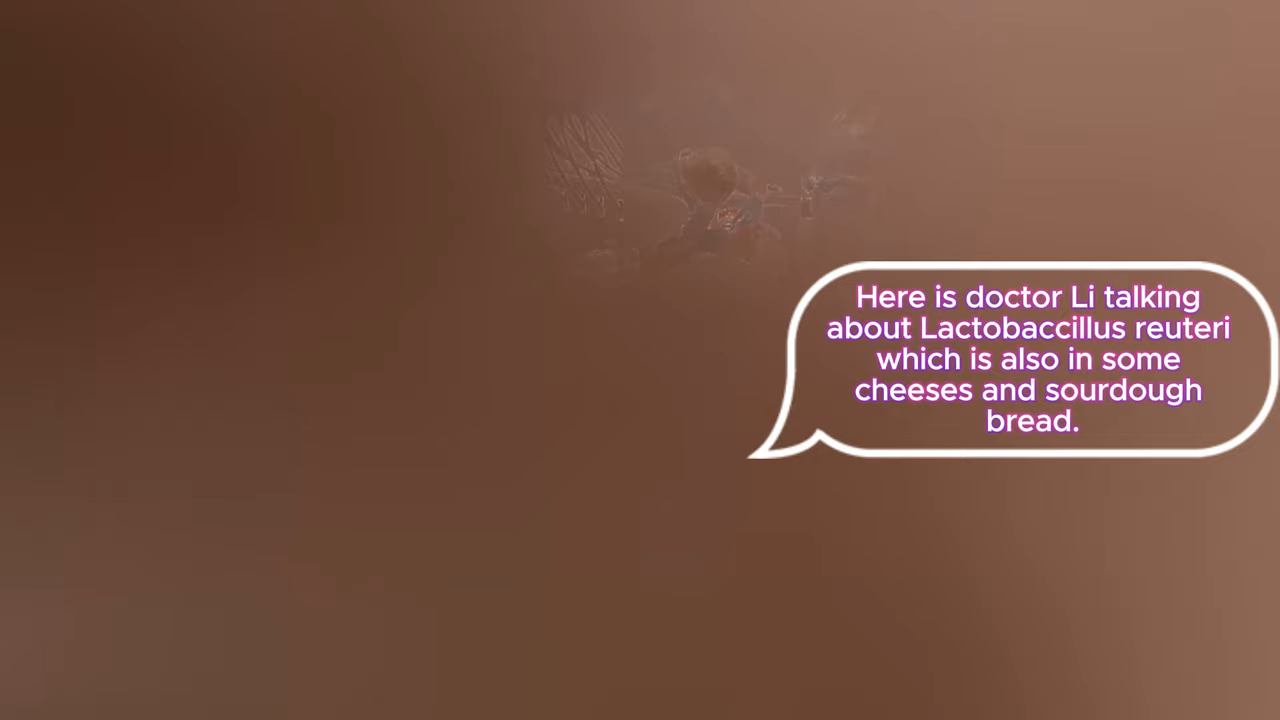 Here is doctor Li talking
about Lactobaccillus reuteri
which is also in some
cheeses and sourdough
bread.